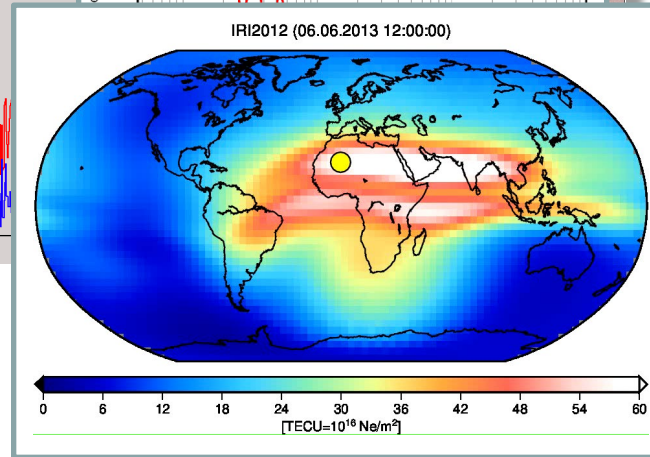 IRI2012 (06.06.2013 12:00:00)
0 6 12 18 24 30 36 42 48 54 60
[TECU=10¹⁶ Ne/m²]